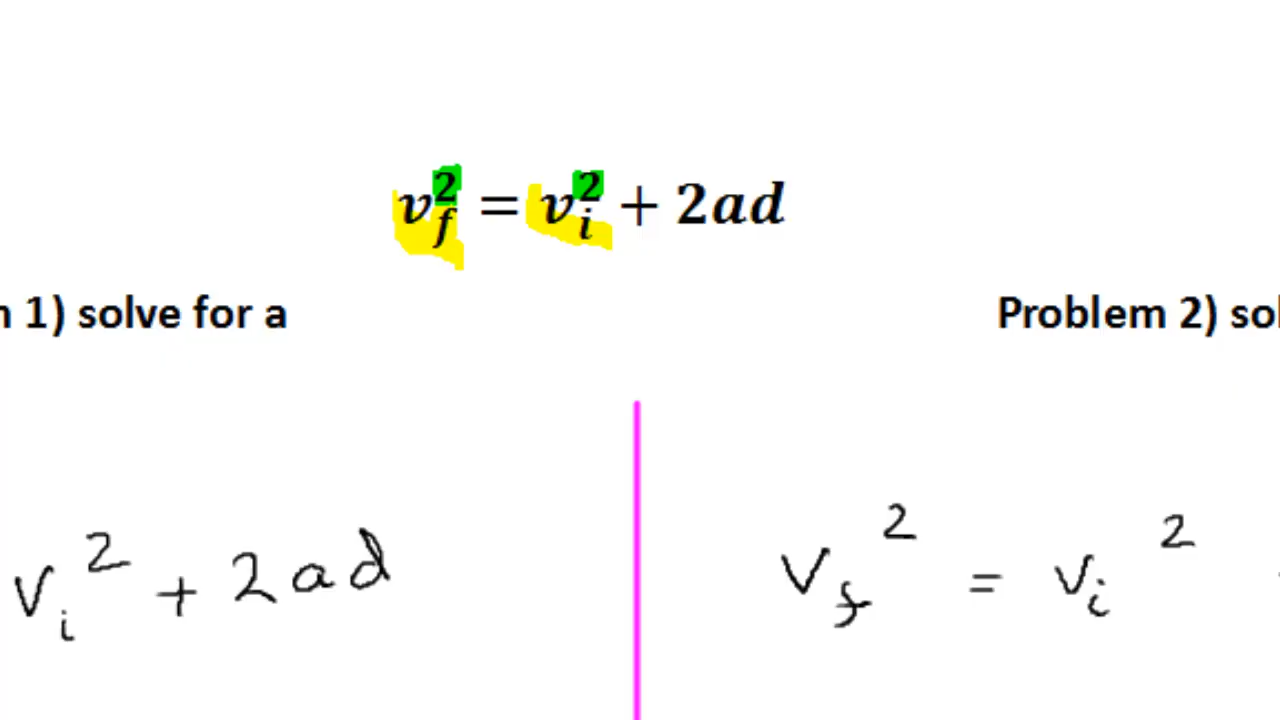 v_f^2 = v_i^2 + 2ad
1) solve for a
Problem 2)
v_i^2 + 2ad
v_f^2 = v_i^2